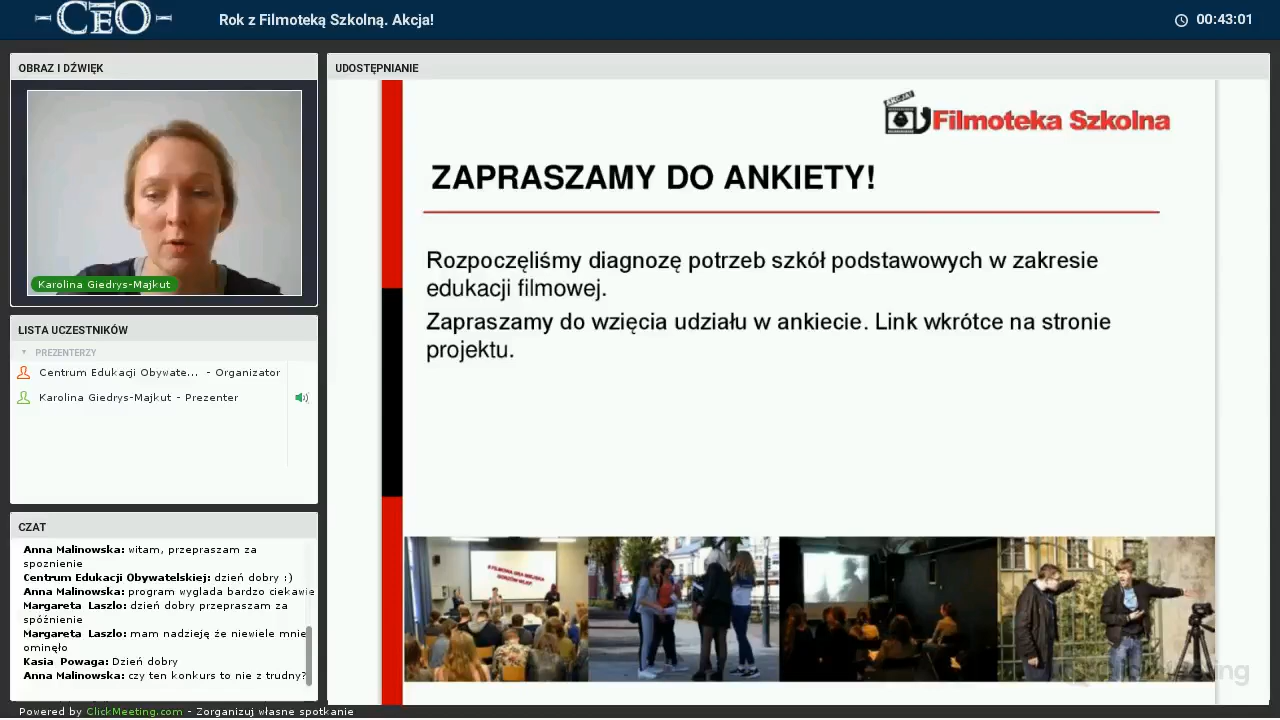 CEO
Rok z Filmoteką Szkolną. Akcja!
00:43:01
OBRAZ I DŹWIĘK
Karolina Giedrys-Majkut
LISTA UCZESTNIKÓW
PREZENTERZY
Centrum Edukacji Obywate... - Organizator
Karolina Giedrys-Majkut - Prezenter
CZAT
Anna Malinowska: witam, przepraszam za
spoznienie
Centrum Edukacji Obywatelskiej: dzień dobry :)
Anna Malinowska: program wyglada bardzo ciekawie
Margareta Laszlo: dzień dobry przepraszam za
spóźnienie
Margareta Laszlo: mam nadzieję że niewiele mnie
ominęło
Kasia Powaga: Dzień dobry
Anna Malinowska: czy ten konkurs to nie z trudny?
UDOSTĘPNIANIE
AKCJA!
Filmoteka Szkolna
ZAPRASZAMY DO ANKIETY!
Rozpoczęliśmy diagnozę potrzeb szkół podstawowych w zakresie
edukacji filmowej.
Zapraszamy do wzięcia udziału w ankiecie. Link wkrótce na stronie
projektu.
Powered by ClickMeeting.com - Zorganizuj własne spotkanie